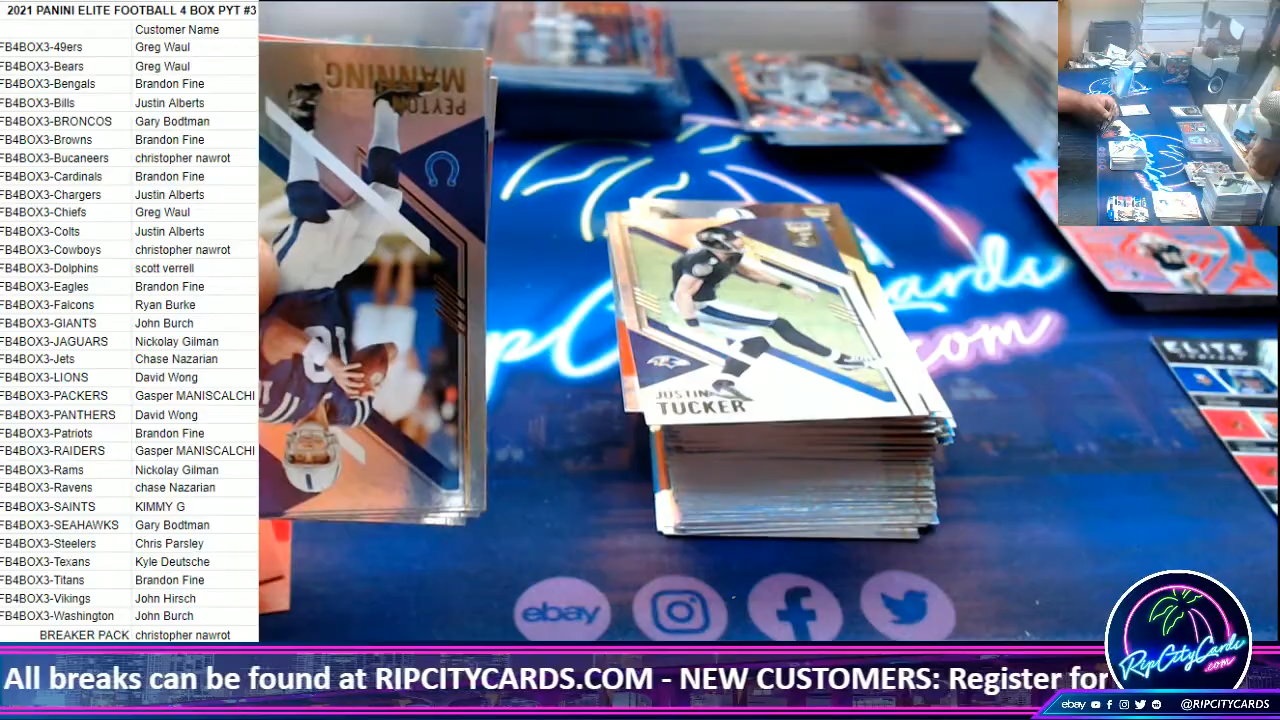 2021 PANINI ELITE FOOTBALL 4 BOX PYT #3
Customer Name
FB4BOX3-49ers Greg Waul
FB4BOX3-Bears Greg Waul
FB4BOX3-Bengals Brandon Fine
FB4BOX3-Bills Justin Alberts
FB4BOX3-BRONCOS Gary Bodtman
FB4BOX3-Browns Brandon Fine
FB4BOX3-Bucaneers christopher nawrot
FB4BOX3-Cardinals Brandon Fine
FB4BOX3-Chargers Justin Alberts
FB4BOX3-Chiefs Greg Waul
FB4BOX3-Colts Justin Alberts
FB4BOX3-Cowboys christopher nawrot
FB4BOX3-Dolphins scott verrell
FB4BOX3-Eagles Brandon Fine
FB4BOX3-Falcons Ryan Burke
FB4BOX3-GIANTS John Burch
FB4BOX3-JAGUARS Nickolay Gilman
FB4BOX3-Jets Chase Nazarian
FB4BOX3-LIONS David Wong
FB4BOX3-PACKERS Gasper MANISCALCHI
FB4BOX3-PANTHERS David Wong
FB4BOX3-Patriots Brandon Fine
FB4BOX3-RAIDERS Gasper MANISCALCHI
FB4BOX3-Rams Nickolay Gilman
FB4BOX3-Ravens chase Nazarian
FB4BOX3-SAINTS KIMMY G
FB4BOX3-SEAHAWKS Gary Bodtman
FB4BOX3-Steelers Chris Parsley
FB4BOX3-Texans Kyle Deutsche
FB4BOX3-Titans Brandon Fine
FB4BOX3-Vikings John Hirsch
FB4BOX3-Washington John Burch
BREAKER PACK christopher nawrot
PEYTON
MANNING
18
JUSTIN
TUCKER
ards
.com
ELITE
ebay
RipCityCards
.com
All breaks can be found at RIPCITYCARDS.COM - NEW CUSTOMERS: Register for
ebay @RIPCITYCARDS